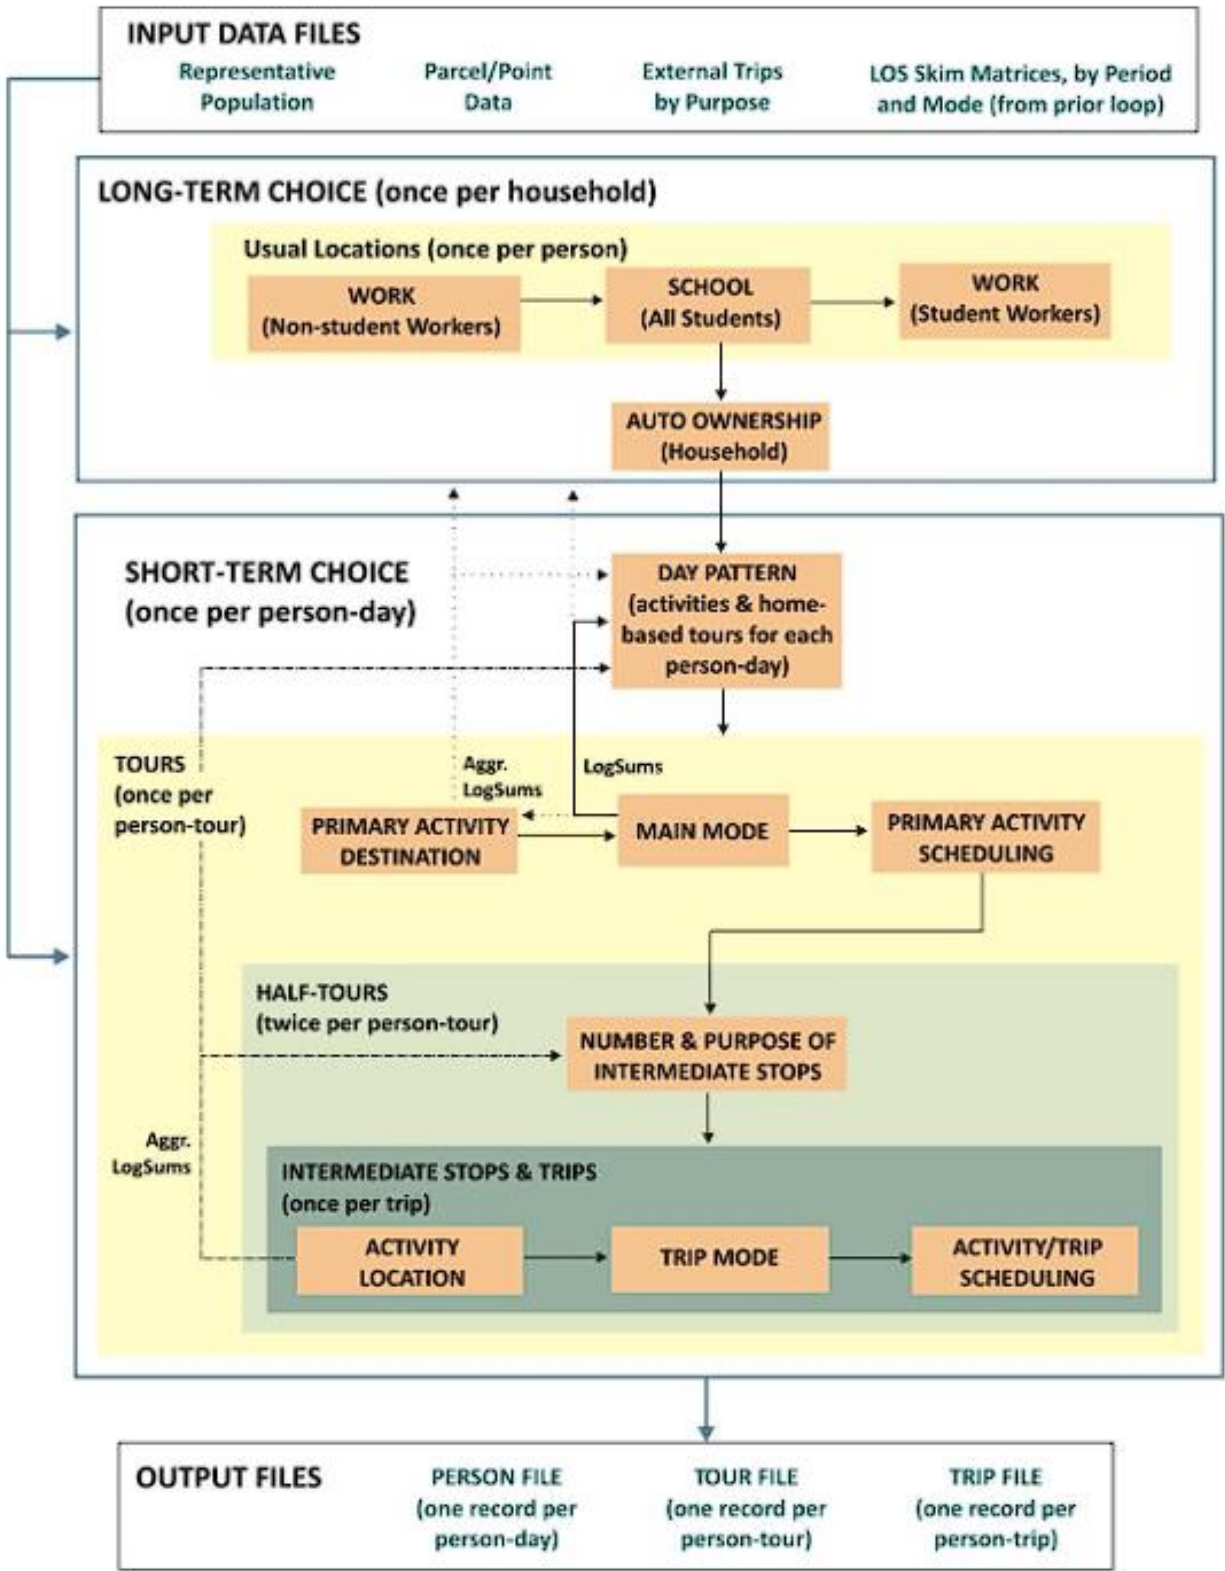 INPUT DATA FILES
Representative
Population
Parcel/Point
Data
External Trips
by Purpose
LOS Skim Matrices, by Period
and Mode (from prior loop)
LONG-TERM CHOICE (once per household)
Usual Locations (once per person)
WORK
(Non-student Workers)
SCHOOL
(All Students)
WORK
(Student Workers)
AUTO OWNERSHIP
(Household)
SHORT-TERM CHOICE
(once per person-day)
DAY PATTERN
(activities & home-
based tours for each
person-day)
TOURS
(once per
person-tour)
Aggr.
LogSums
LogSums
PRIMARY ACTIVITY
DESTINATION
MAIN MODE
PRIMARY ACTIVITY
SCHEDULING
HALF-TOURS
(twice per person-tour)
NUMBER & PURPOSE OF
INTERMEDIATE STOPS
Aggr.
LogSums
INTERMEDIATE STOPS & TRIPS
(once per trip)
ACTIVITY
LOCATION
TRIP MODE
ACTIVITY/TRIP
SCHEDULING
OUTPUT FILES
PERSON FILE
(one record per
person-day)
TOUR FILE
(one record per
person-tour)
TRIP FILE
(one record per
person-trip)